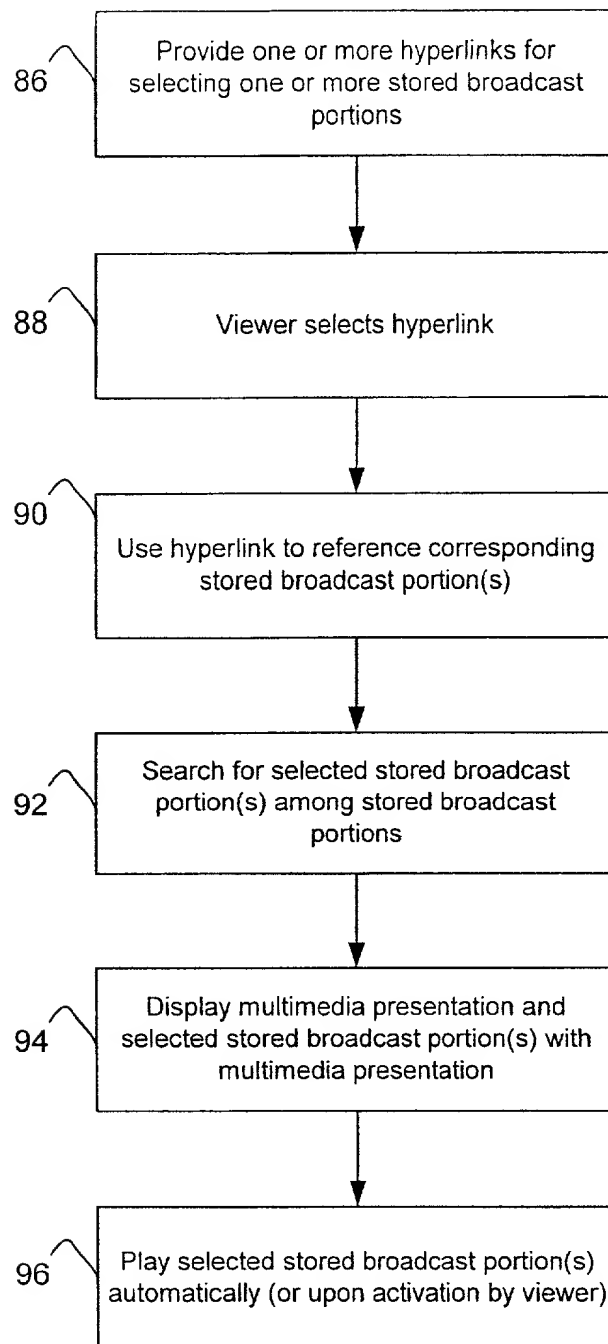 86
Provide one or more hyperlinks for
selecting one or more stored broadcast
portions
88
Viewer selects hyperlink
90
Use hyperlink to reference corresponding
stored broadcast portion(s)
92
Search for selected stored broadcast
portion(s) among stored broadcast
portions
94
Display multimedia presentation and
selected stored broadcast portion(s) with
multimedia presentation
96
Play selected stored broadcast portion(s)
automatically (or upon activation by viewer)